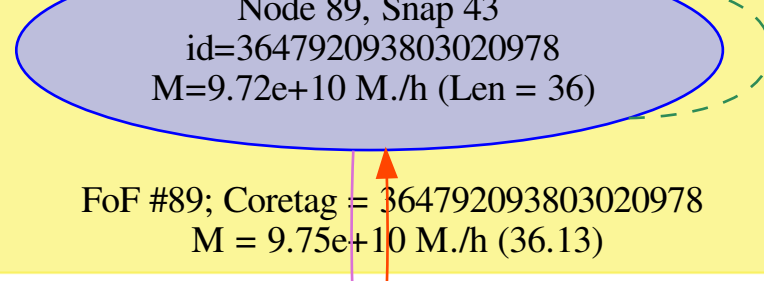 Node 89, Snap 43
id=364792093803020978
M=9.72e+10 M./h (Len = 36)
FoF #89; Coretag = 364792093803020978
M = 9.75e+10 M./h (36.13)